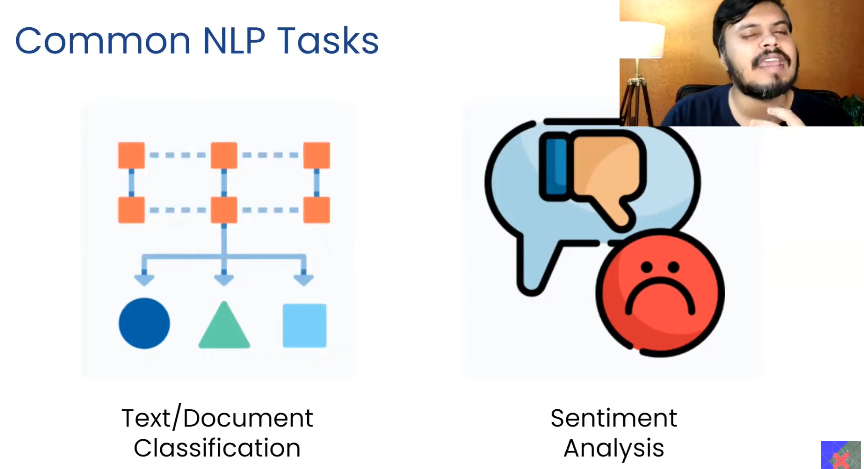 Common NLP Tasks
Text/Document
Classification
Sentiment
Analysis